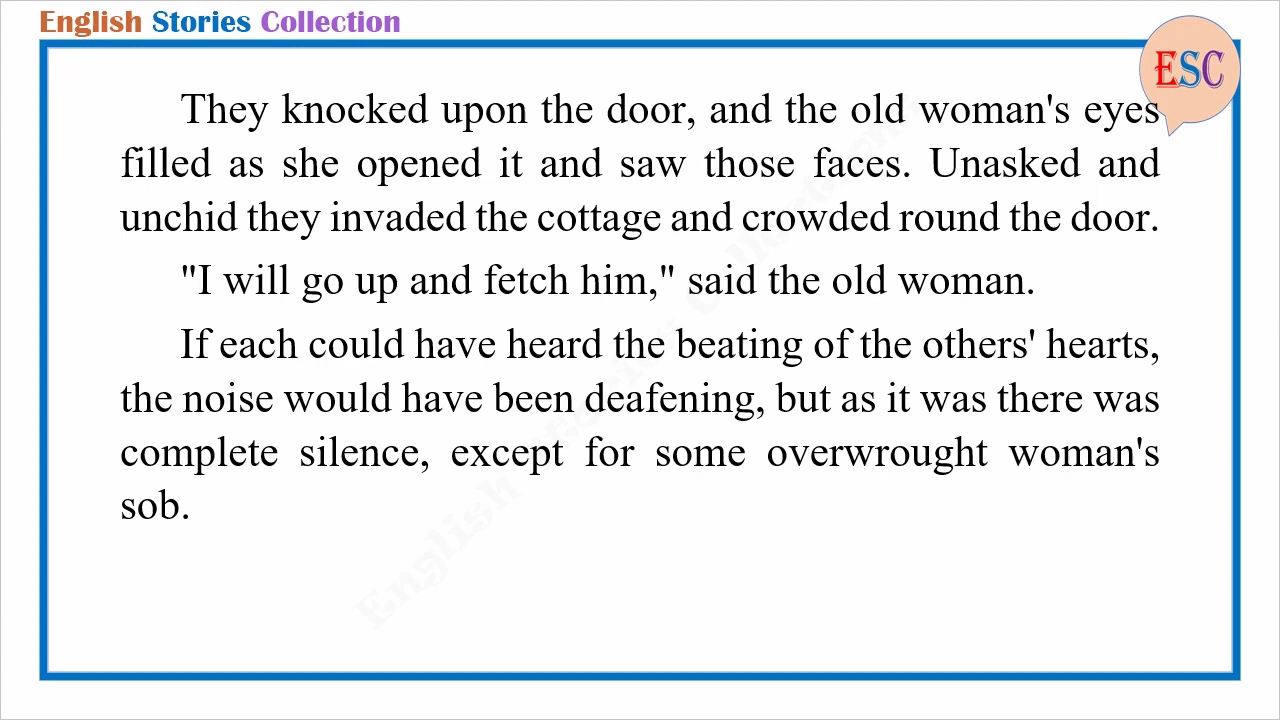 English Stories Collection
ESC
They knocked upon the door, and the old woman's eyes
filled as she opened it and saw those faces. Unasked and
unchid they invaded the cottage and crowded round the door.
"I will go up and fetch him," said the old woman.
If each could have heard the beating of the others' hearts,
the noise would have been deafening, but as it was there was
complete silence, except for some overwrought woman's
sob.
English Stories Collection